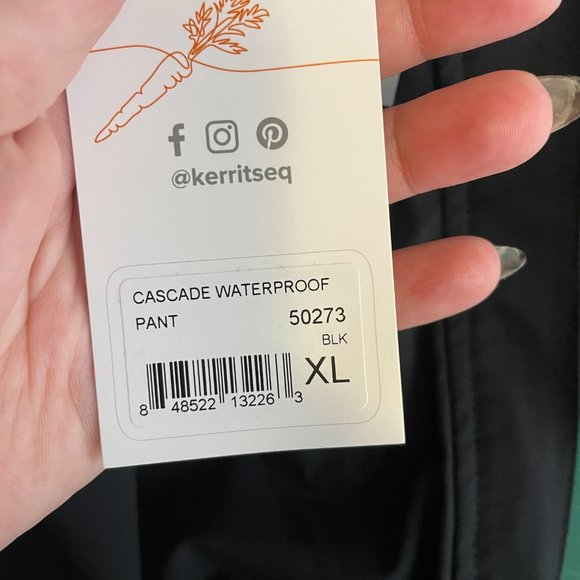 @kerritseq
CASCADE WATERPROOF
PANT 50273
BLK
XL
8 48522 13226 3